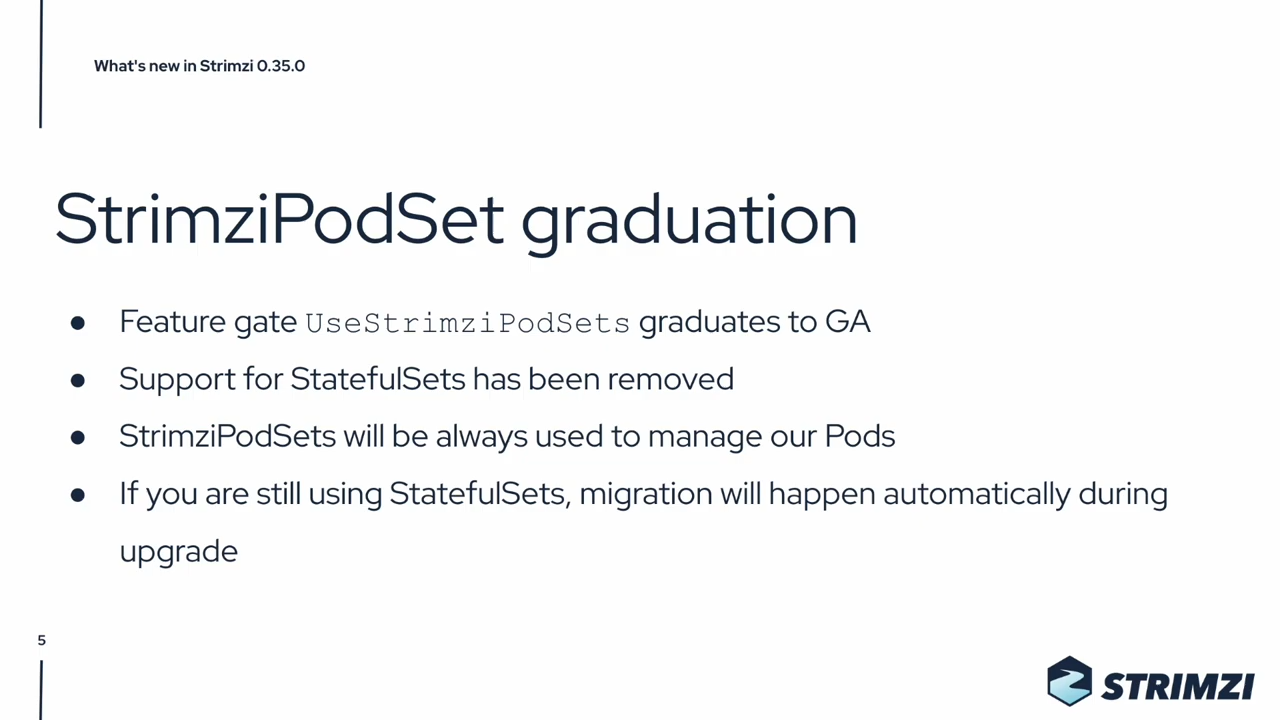 What's new in Strimzi 0.35.0
StrimziPodSet graduation
● Feature gate UseStrimziPodSets graduates to GA
● Support for StatefulSets has been removed
● StrimziPodSets will be always used to manage our Pods
● If you are still using StatefulSets, migration will happen automatically during
upgrade
5
STRIMZI